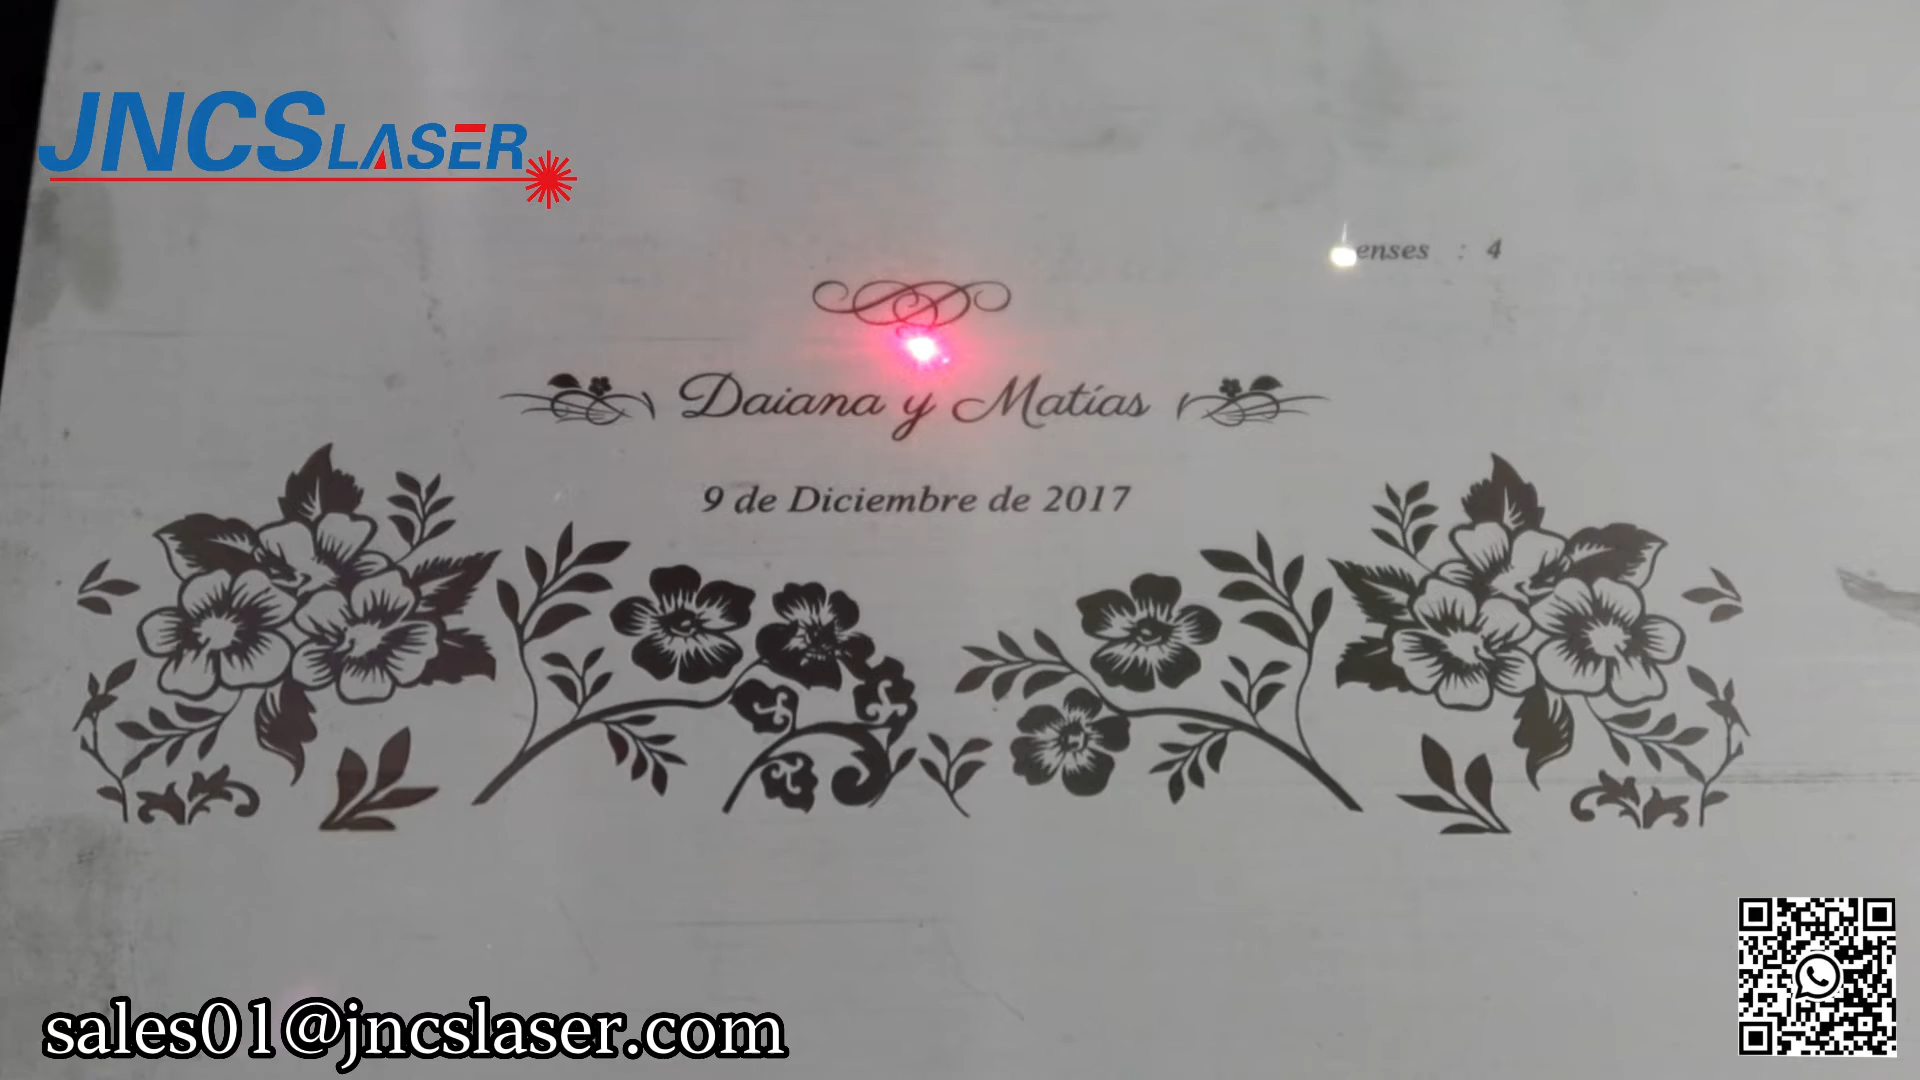 JNCS LASER
enses : 4
Daiana y Matías
9 de Diciembre de 2017
sales01@jncslaser.com